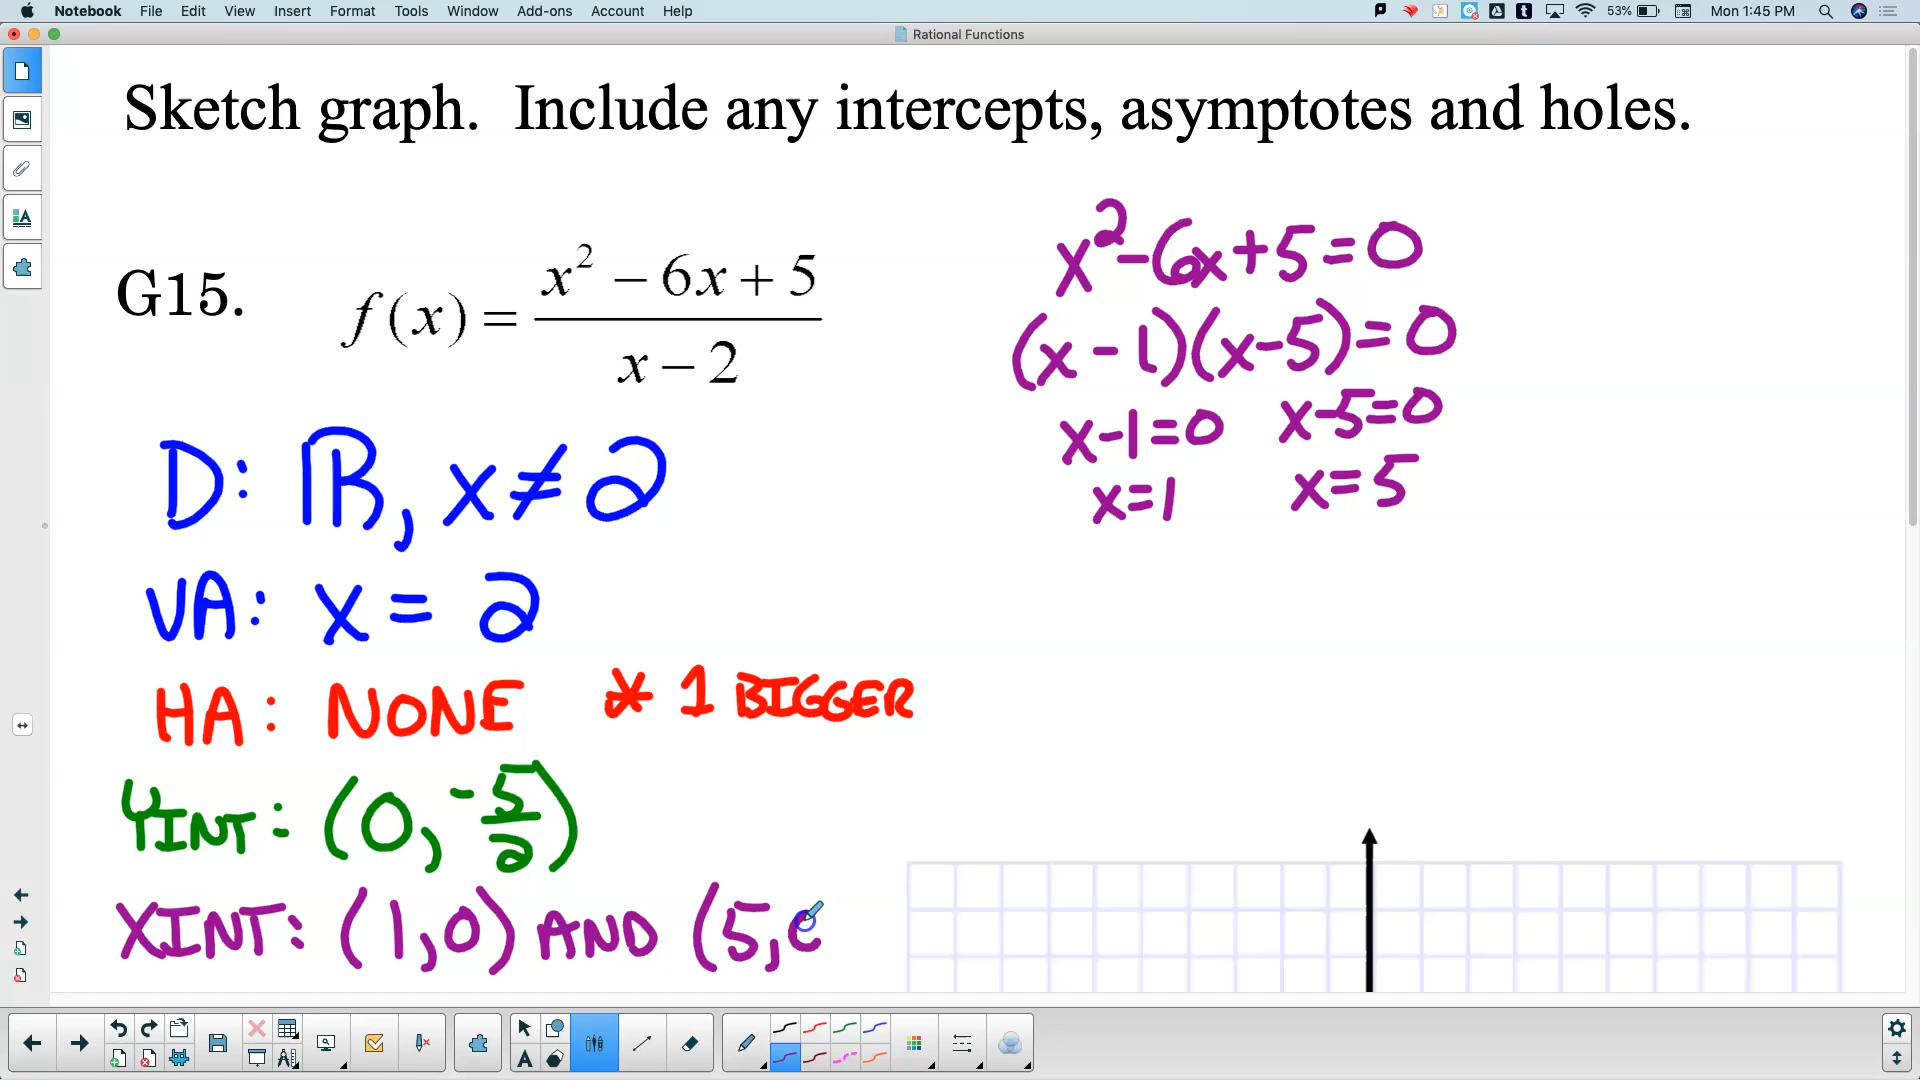 Notebook File Edit View Insert Format Tools Window Add-ons Account Help 53% Mon 1:45 PM
Rational Functions
Sketch graph. Include any intercepts, asymptotes and holes.
G15. f(x) = (x² − 6x + 5)/(x − 2)
D: ℝ, x ≠ 2
VA: x = 2
HA: NONE * 1 BIGGER
YINT: (0, -5/2)
XINT: (1,0) AND (5,
x²-6x+5=0
(x-1)(x-5)=0
x-1=0 x-5=0
x=1 x=5